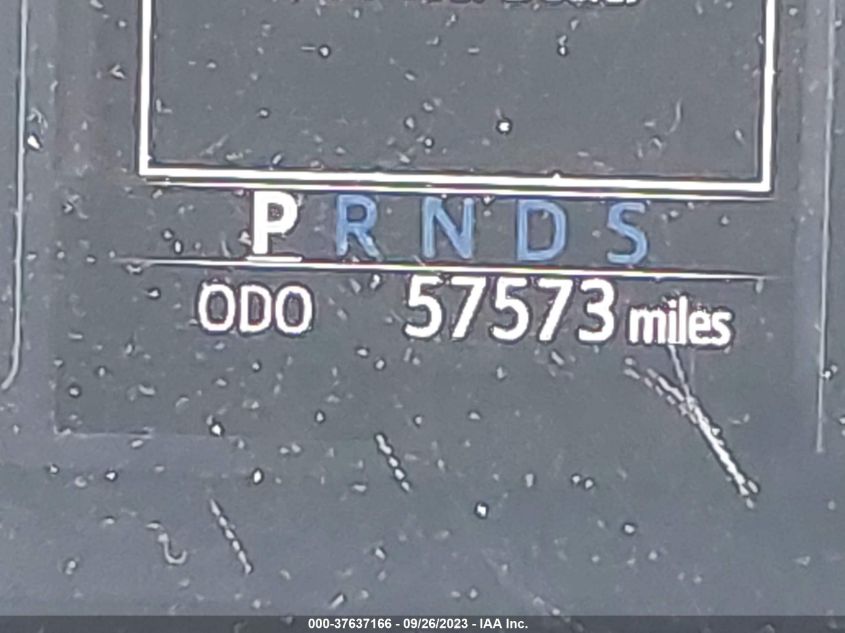 P R N D S
ODO 57573 miles
000-37637166 - 09/26/2023 - IAA Inc.